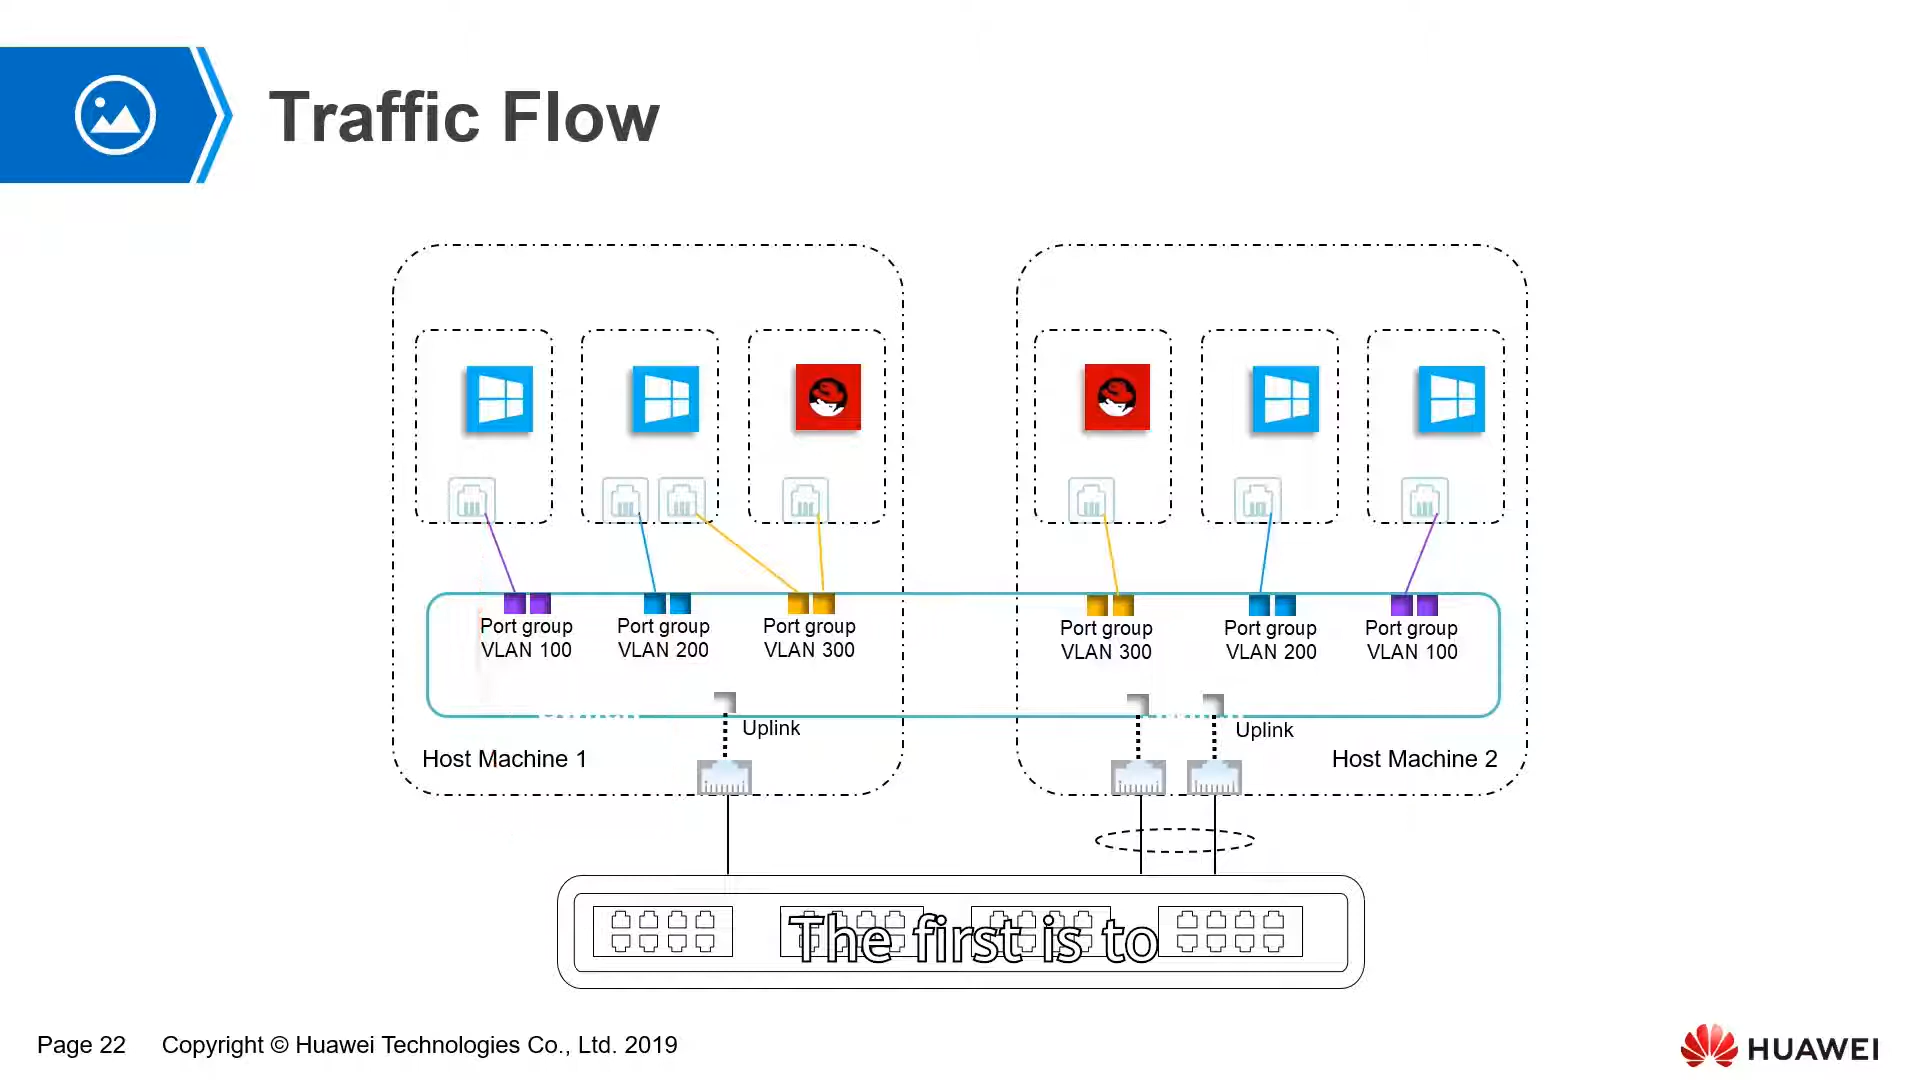 Traffic Flow
Port group
VLAN 100
Port group
VLAN 200
Port group
VLAN 300
Port group
VLAN 300
Port group
VLAN 200
Port group
VLAN 100
Uplink
Uplink
Host Machine 1
Host Machine 2
The first is to
Page 22
Copyright © Huawei Technologies Co., Ltd. 2019
HUAWEI